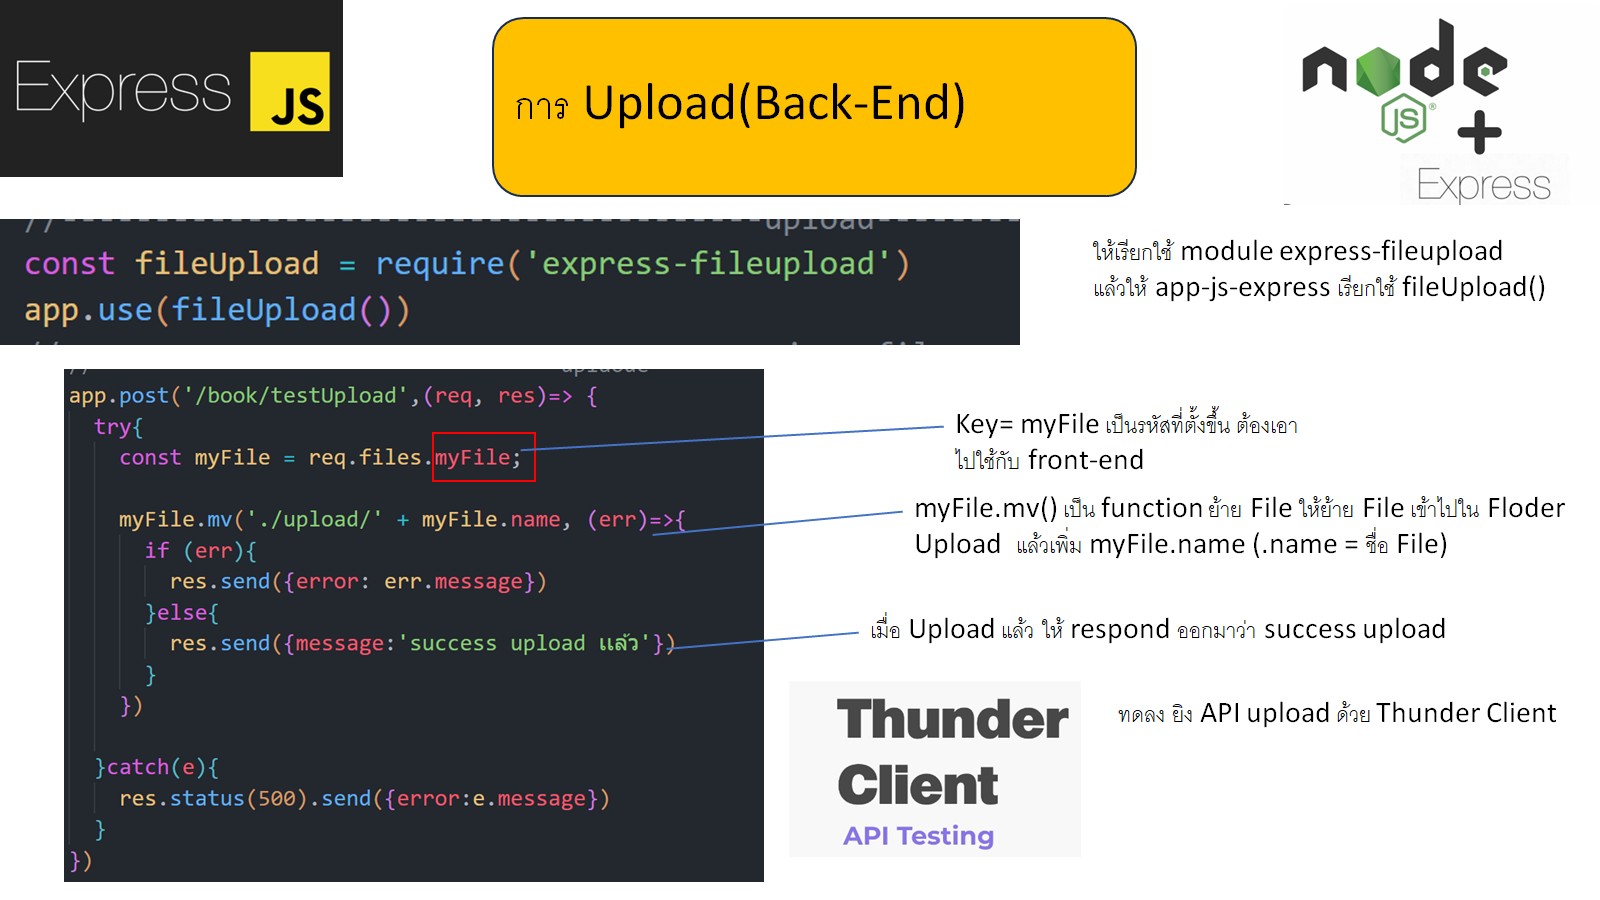 Express JS
การ Upload(Back-End)
node
JS
+
Express
upload
const fileUpload = require('express-fileupload')
app.use(fileUpload())
ให้เรียกใช้ module express-fileupload
แล้วให้ app-js-express เรียกใช้ fileUpload()
app.post('/book/testUpload',(req, res)=> {
try{
const myFile = req.files.myFile;
myFile.mv('./upload/' + myFile.name, (err)=>{
if (err){
res.send({error: err.message})
}else{
res.send({message:'success upload แล้ว'})
}
})
}catch(e){
res.status(500).send({error:e.message})
}
})
Key= myFile เป็นรหัสที่ตั้งขึ้น ต้องเอา
ไปใช้กับ front-end
myFile.mv() เป็น function ย้าย File ให้ย้าย File เข้าไปใน Floder
Upload แล้วเพิ่ม myFile.name (.name = ชื่อ File)
เมื่อ Upload แล้ว ให้ respond ออกมาว่า success upload
Thunder
Client
API Testing
ทดลง ยิง API upload ด้วย Thunder Client